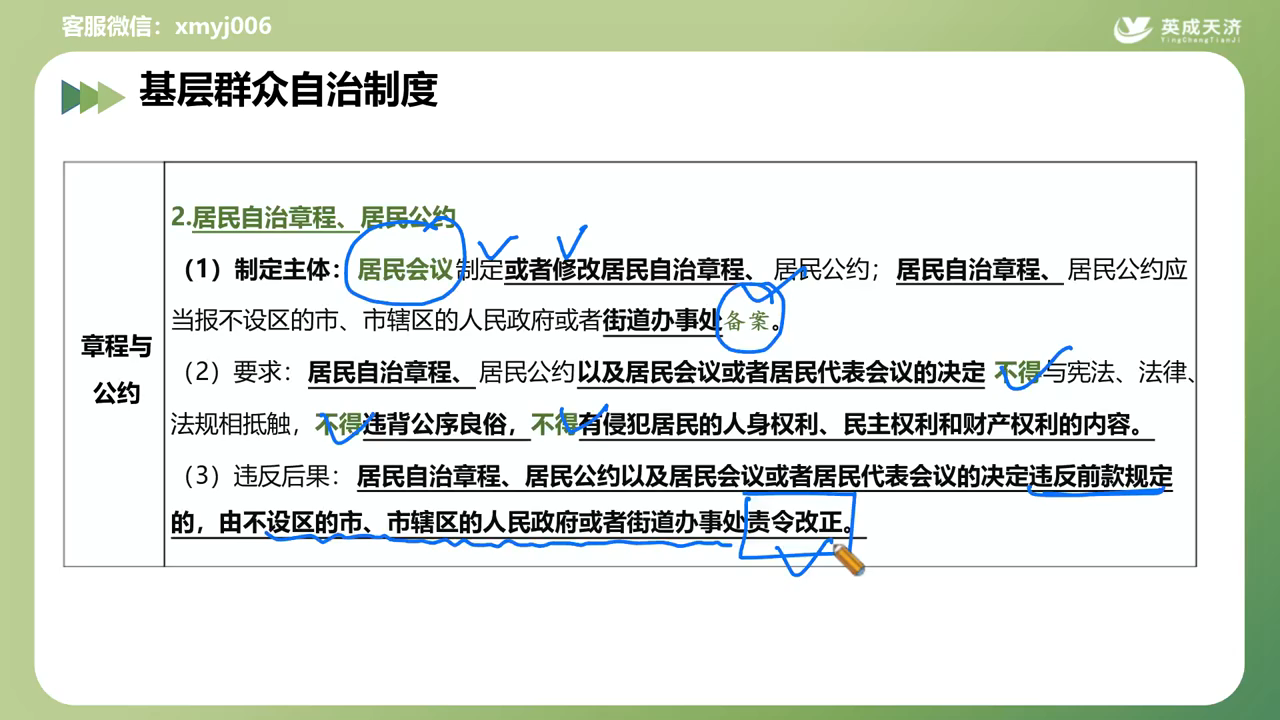 客服微信：xmyj006
英成天济
YingChengTianJi
基层群众自治制度
章程与
公约
2.居民自治章程、居民公约
（1）制定主体：居民会议制定或者修改居民自治章程、居民公约；居民自治章程、居民公约应
当报不设区的市、市辖区的人民政府或者街道办事处备案。
（2）要求：居民自治章程、居民公约以及居民会议或者居民代表会议的决定不得与宪法、法律、
法规相抵触，不得违背公序良俗，不得有侵犯居民的人身权利、民主权利和财产权利的内容。
（3）违反后果：居民自治章程、居民公约以及居民会议或者居民代表会议的决定违反前款规定
的，由不设区的市、市辖区的人民政府或者街道办事处责令改正。